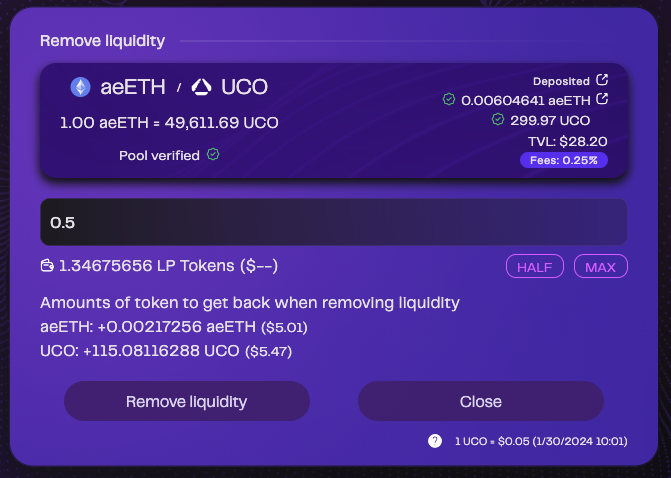 Remove liquidity
aeETH / UCO
1.00 aeETH = 49,611.69 UCO
Pool verified
Deposited
0.00604641 aeETH
299.97 UCO
TVL: $28.20
Fees: 0.25%
0.5
1.34675656 LP Tokens ($--)
HALF
MAX
Amounts of token to get back when removing liquidity
aeETH: +0.00217256 aeETH ($5.01)
UCO: +115.08116288 UCO ($5.47)
Remove liquidity
Close
? 1 UCO = $0.05 (1/30/2024 10:01)